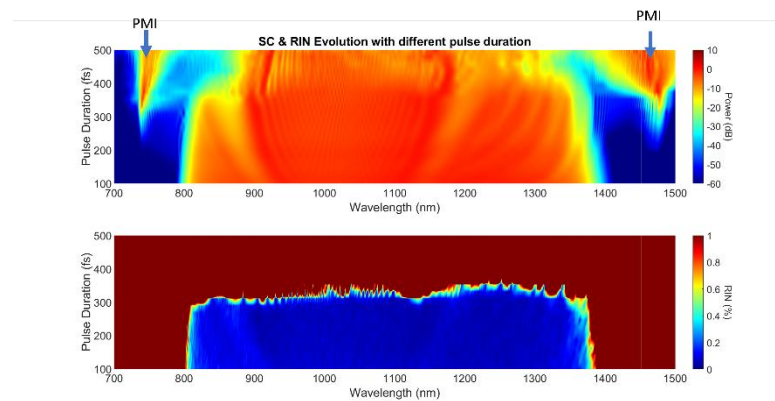 PMI
PMI
SC & RIN Evolution with different pulse duration
500
400
300
200
100
Pulse Duration (fs)
700 800 900 1000 1100 1200 1300 1400 1500
Wavelength (nm)
10
0
-10
-20
-30
-40
-50
-60
Power (dB)
500
400
300
200
100
Pulse Duration (fs)
700 800 900 1000 1100 1200 1300 1400 1500
Wavelength (nm)
1
0.8
0.6
0.4
0.2
0
RIN (%)